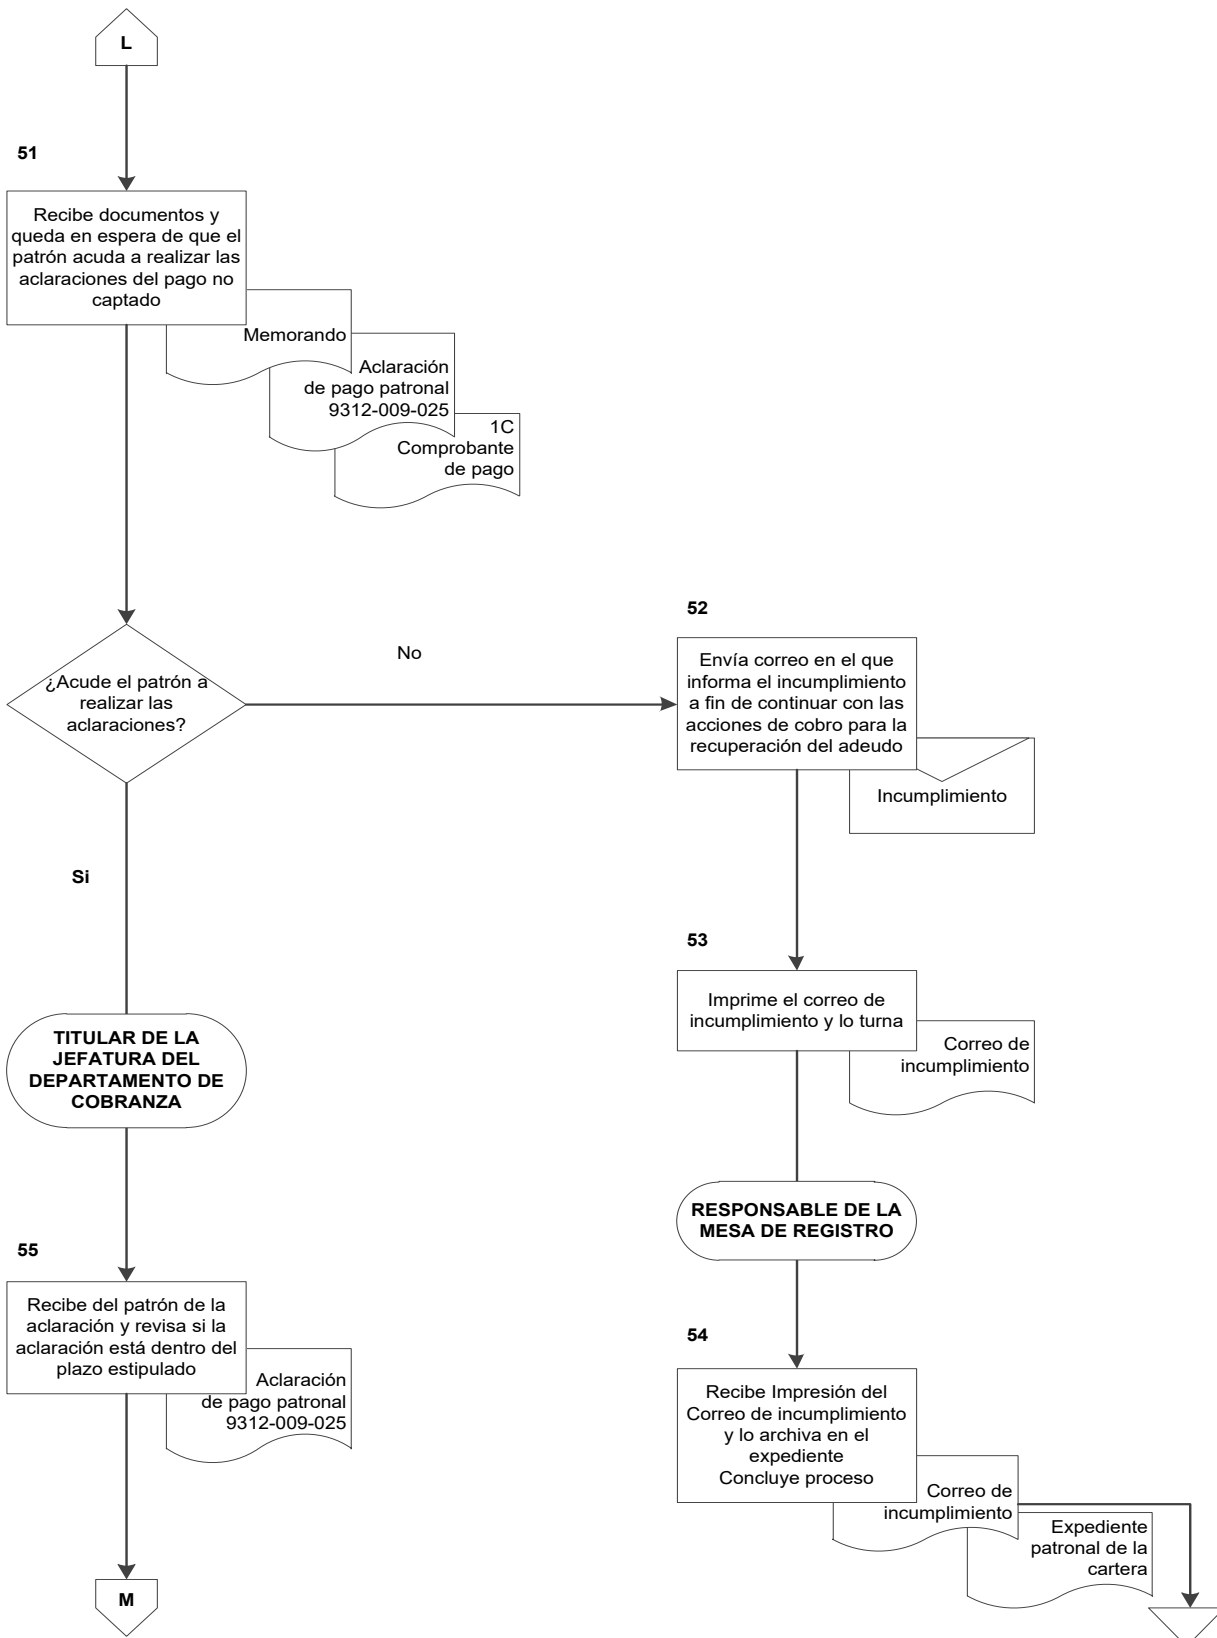 L
51
Recibe documentos y
queda en espera de que el
patrón acuda a realizar las
aclaraciones del pago no
captado
Memorando
Aclaración
de pago patronal
9312-009-025
1C
Comprobante
de pago
¿Acude el patrón a
realizar las
aclaraciones?
No
52
Envía correo en el que
informa el incumplimiento
a fin de continuar con las
acciones de cobro para la
recuperación del adeudo
Incumplimiento
Si
53
Imprime el correo de
incumplimiento y lo turna
Correo de
incumplimiento
TITULAR DE LA
JEFATURA DEL
DEPARTAMENTO DE
COBRANZA
RESPONSABLE DE LA
MESA DE REGISTRO
55
Recibe del patrón de la
aclaración y revisa si la
aclaración está dentro del
plazo estipulado
Aclaración
de pago patronal
9312-009-025
54
Recibe Impresión del
Correo de incumplimiento
y lo archiva en el
expediente
Concluye proceso
Correo de
incumplimiento
Expediente
patronal de la
cartera
M